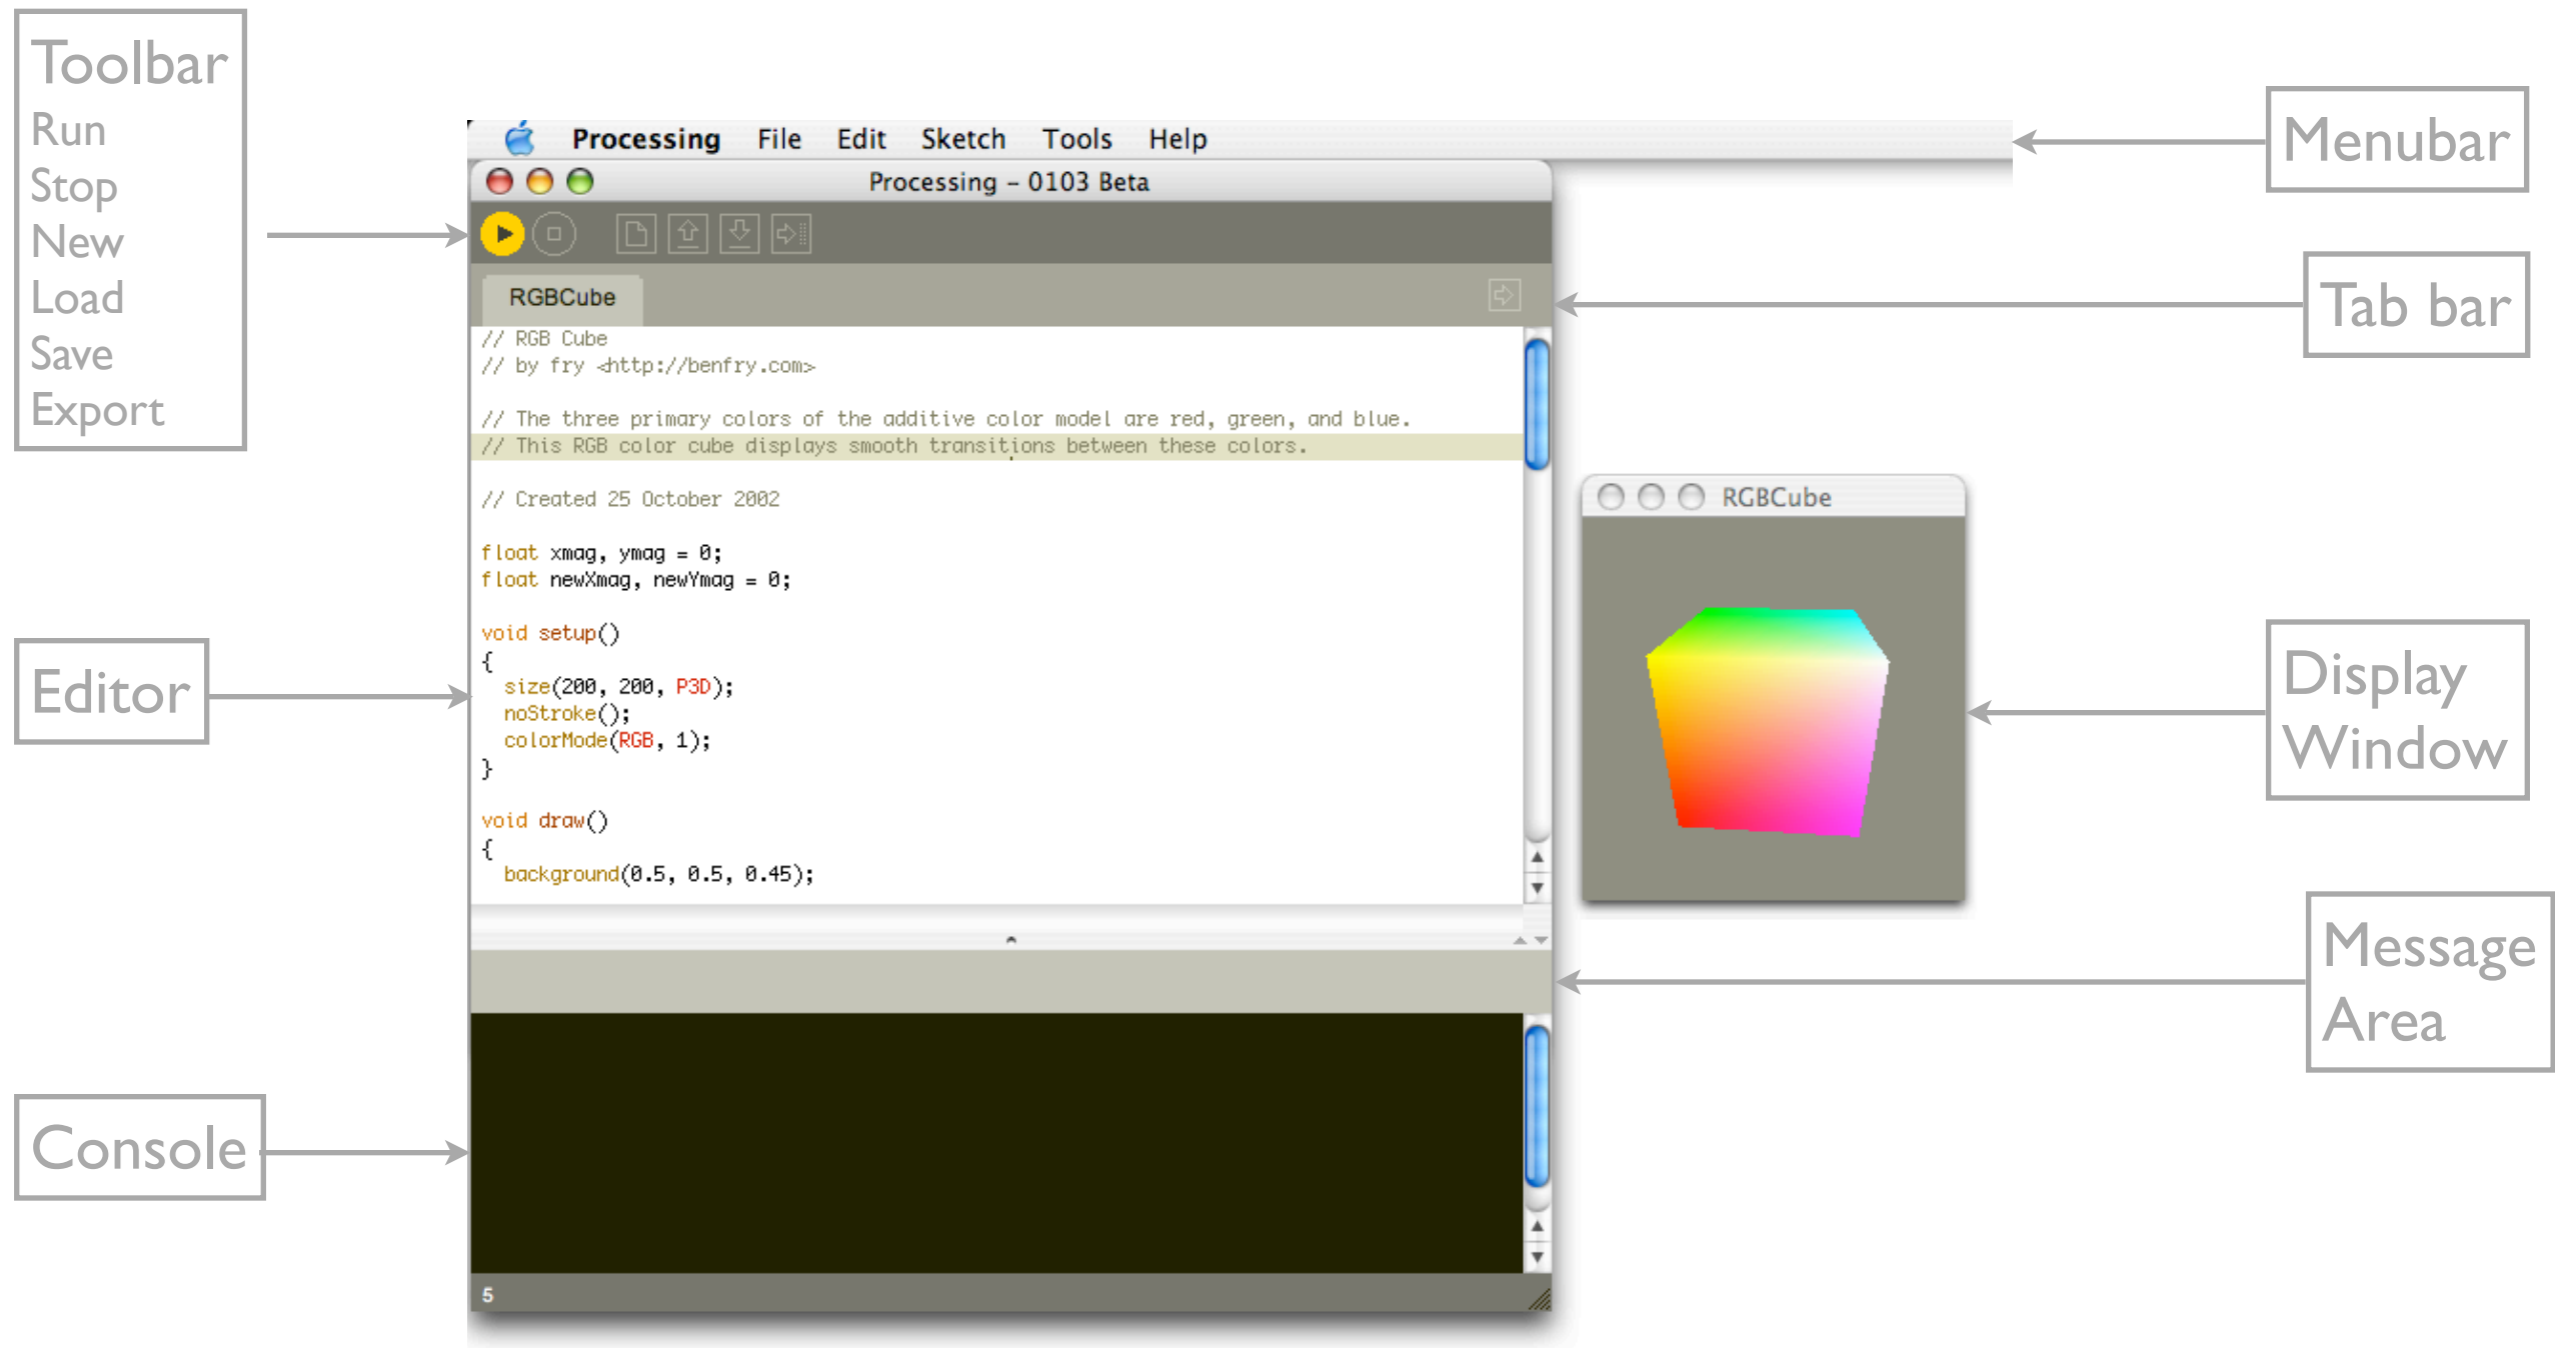 Toolbar
Run
Stop
New
Load
Save
Export
Editor
Console
Processing File Edit Sketch Tools Help
Processing – 0103 Beta
RGBCube
// RGB Cube
// by fry <http://benfry.com>
// The three primary colors of the additive color model are red, green, and blue.
// This RGB color cube displays smooth transitions between these colors.
// Created 25 October 2002
float xmag, ymag = 0;
float newXmag, newYmag = 0;
void setup()
{
size(200, 200, P3D);
noStroke();
colorMode(RGB, 1);
}
void draw()
{
background(0.5, 0.5, 0.45);
5
RGBCube
Menubar
Tab bar
Display
Window
Message
Area